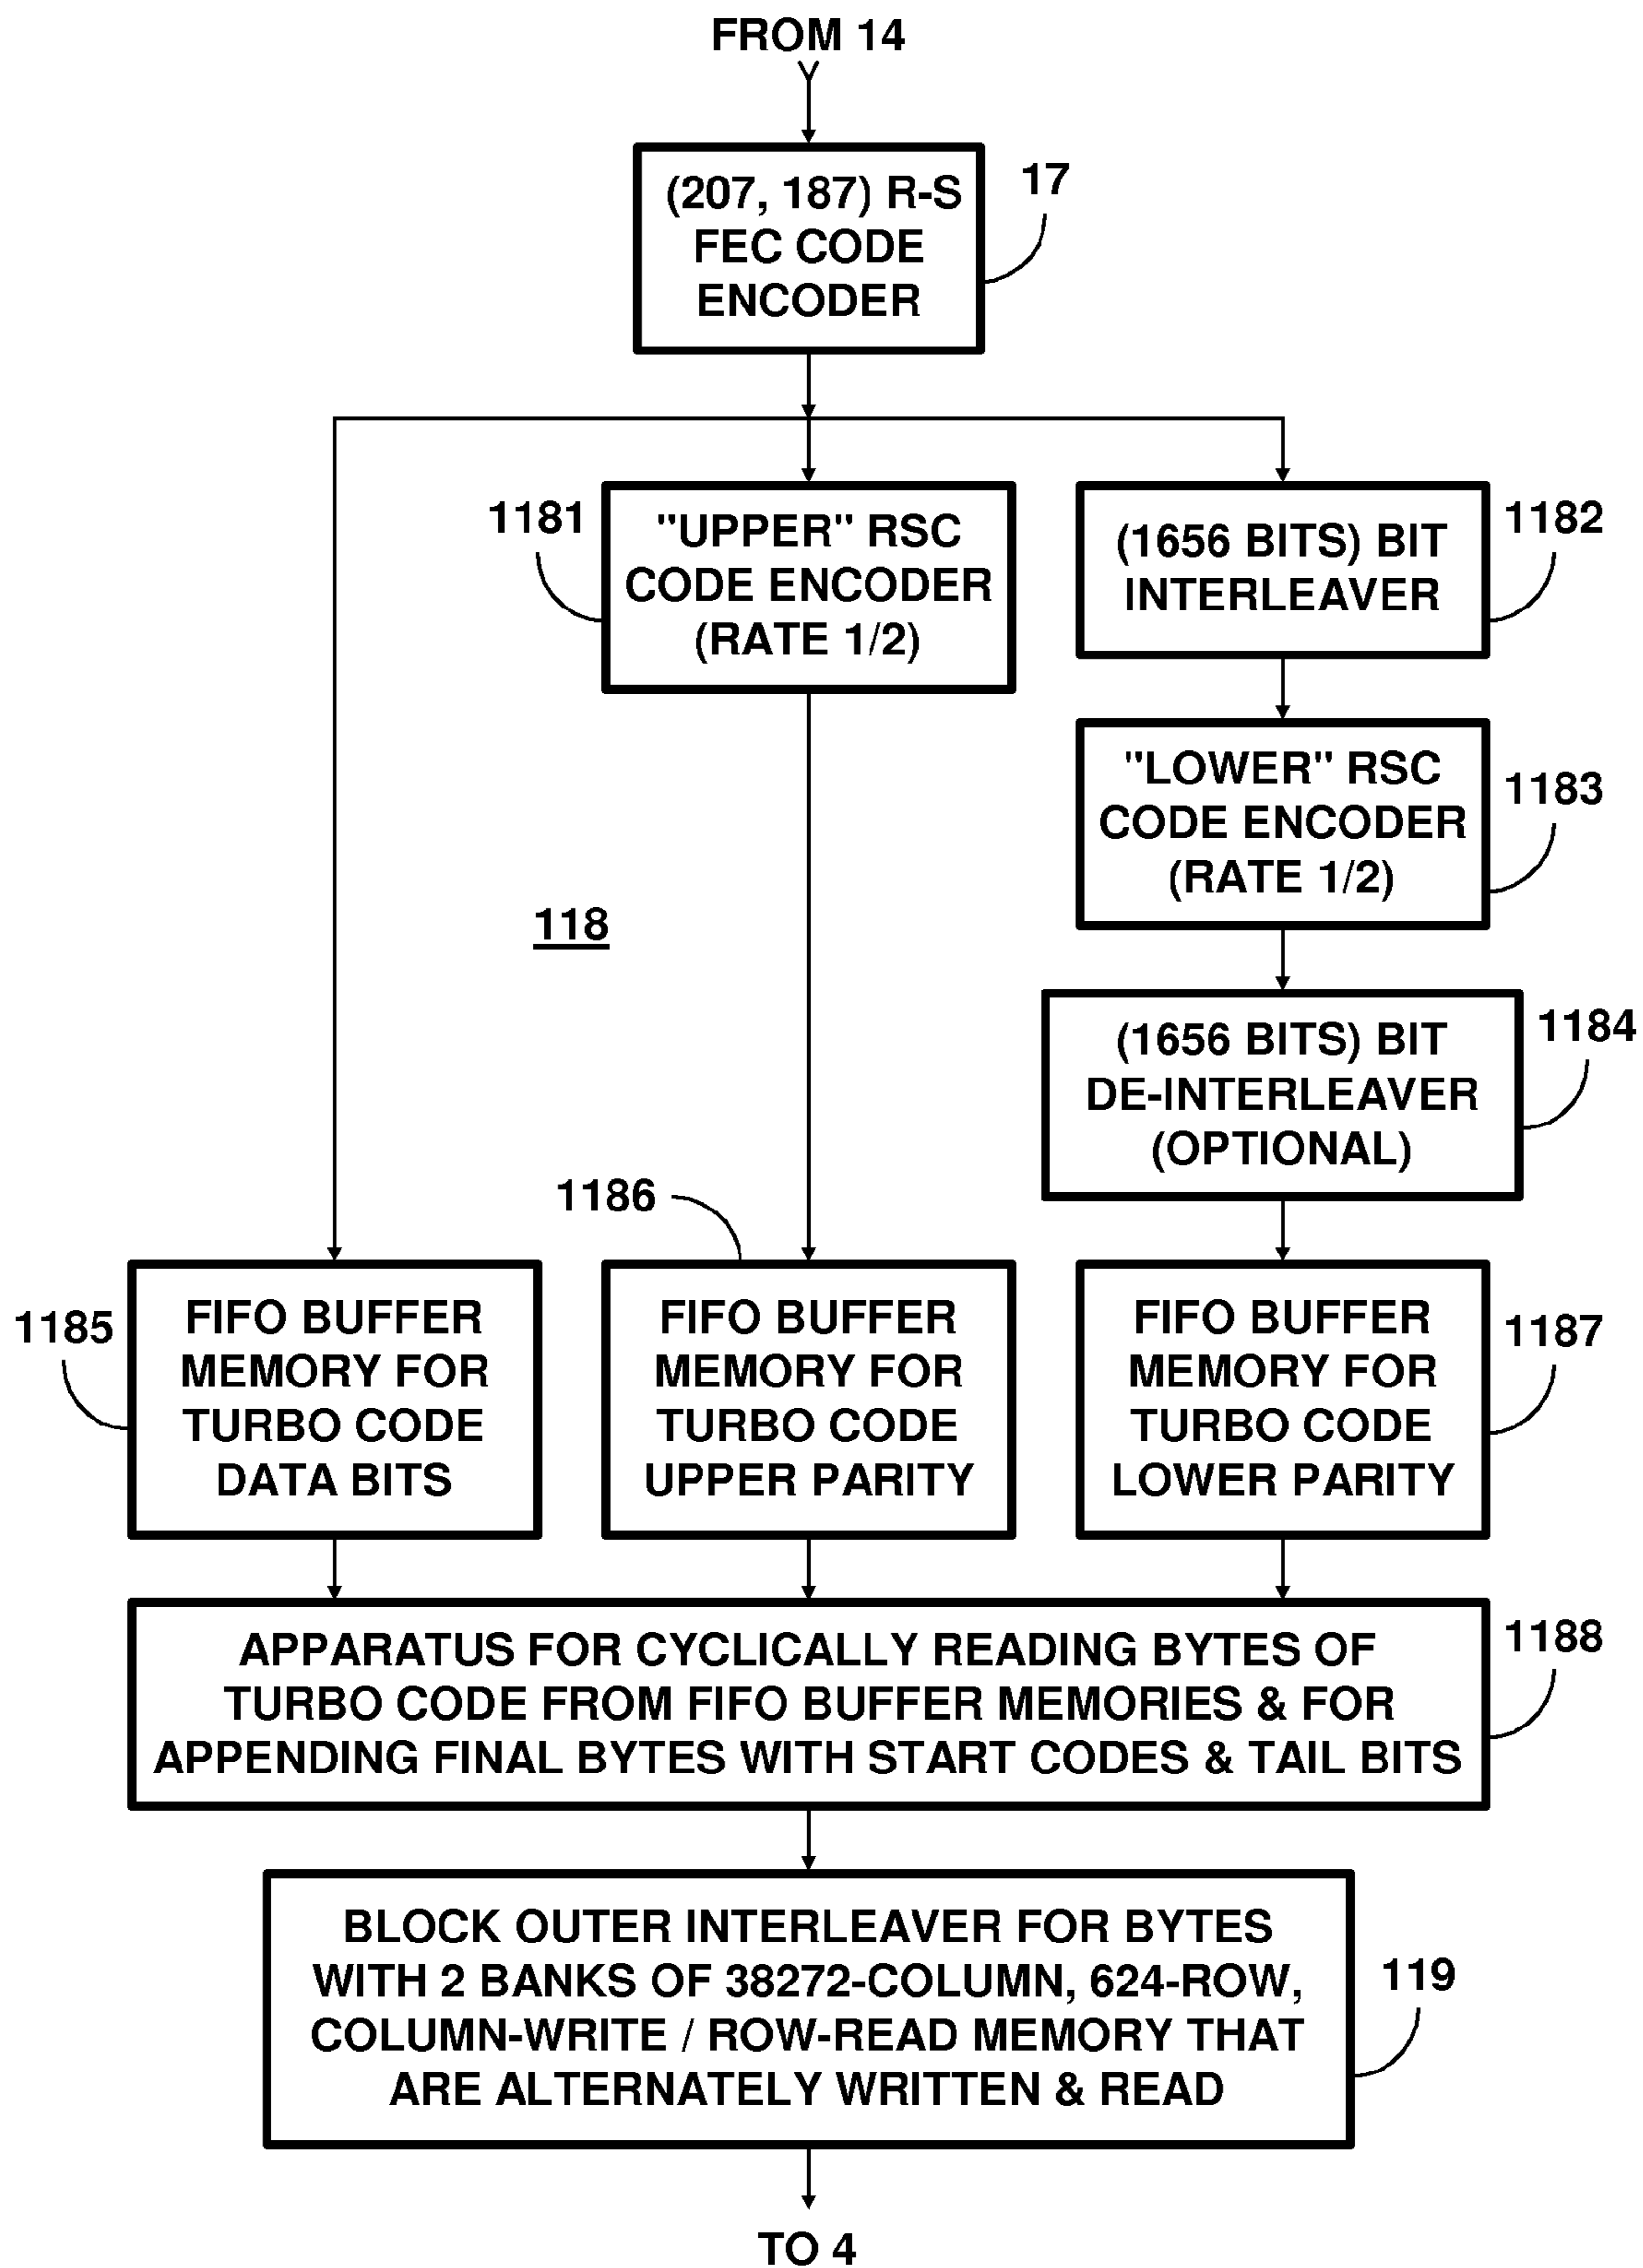 FROM 14
(207, 187) R-S
FEC CODE
ENCODER
17
1181
"UPPER" RSC
CODE ENCODER
(RATE 1/2)
(1656 BITS) BIT
INTERLEAVER
1182
"LOWER" RSC
CODE ENCODER
(RATE 1/2)
1183
118
(1656 BITS) BIT
DE-INTERLEAVER
(OPTIONAL)
1184
1186
1185
FIFO BUFFER
MEMORY FOR
TURBO CODE
DATA BITS
FIFO BUFFER
MEMORY FOR
TURBO CODE
UPPER PARITY
FIFO BUFFER
MEMORY FOR
TURBO CODE
LOWER PARITY
1187
APPARATUS FOR CYCLICALLY READING BYTES OF
TURBO CODE FROM FIFO BUFFER MEMORIES & FOR
APPENDING FINAL BYTES WITH START CODES & TAIL BITS
1188
BLOCK OUTER INTERLEAVER FOR BYTES
WITH 2 BANKS OF 38272-COLUMN, 624-ROW,
COLUMN-WRITE / ROW-READ MEMORY THAT
ARE ALTERNATELY WRITTEN & READ
119
TO 4